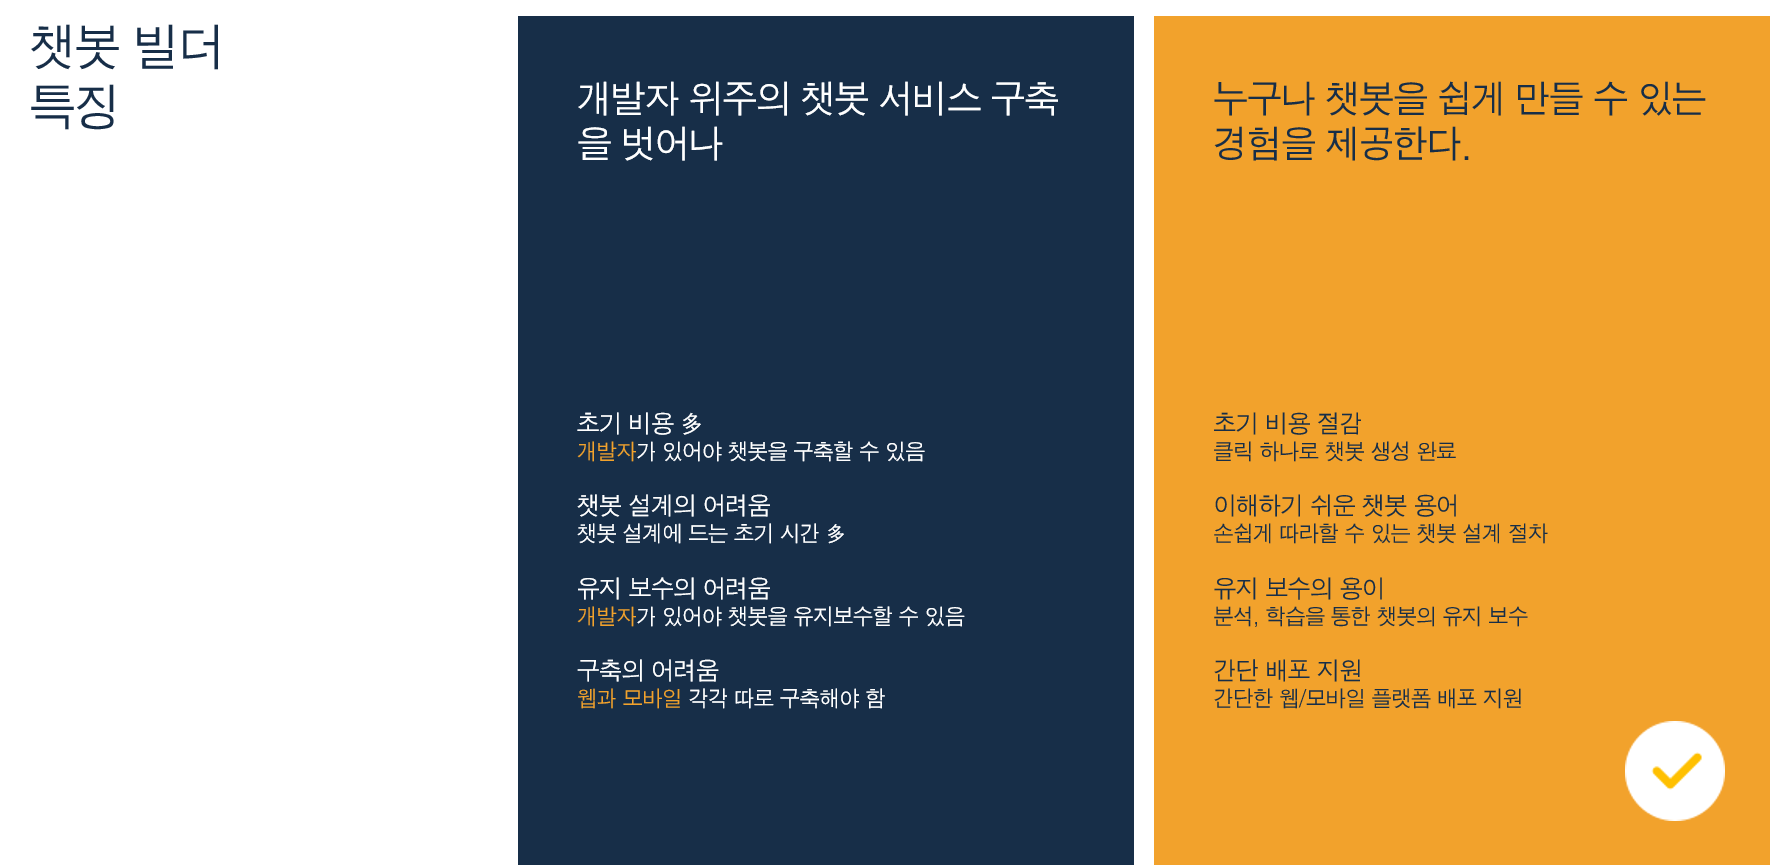 챗봇 빌더
특징
개발자 위주의 챗봇 서비스 구축
을 벗어나
초기 비용 多
개발자가 있어야 챗봇을 구축할 수 있음
챗봇 설계의 어려움
챗봇 설계에 드는 초기 시간 多
유지 보수의 어려움
개발자가 있어야 챗봇을 유지보수할 수 있음
구축의 어려움
웹과 모바일 각각 따로 구축해야 함
누구나 챗봇을 쉽게 만들 수 있는
경험을 제공한다.
초기 비용 절감
클릭 하나로 챗봇 생성 완료
이해하기 쉬운 챗봇 용어
손쉽게 따라할 수 있는 챗봇 설계 절차
유지 보수의 용이
분석, 학습을 통한 챗봇의 유지 보수
간단 배포 지원
간단한 웹/모바일 플랫폼 배포 지원